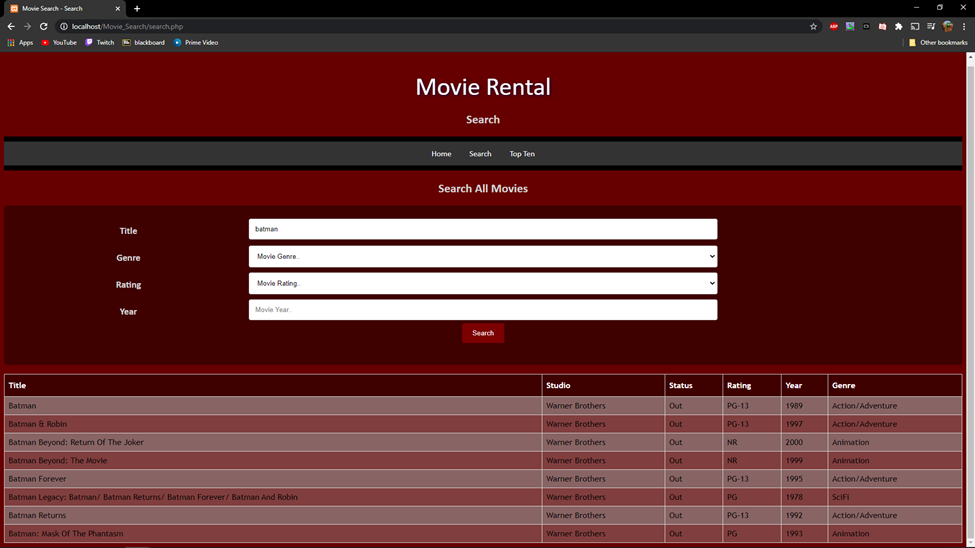 Movie Search - Search
localhost/Movie_Search/search.php
Apps YouTube Twitch Bb blackboard Prime Video Other bookmarks
Movie Rental
Search
Home Search Top Ten
Search All Movies
Title batman
Genre Movie Genre..
Rating Movie Rating..
Year Movie Year..
Search
Title Studio Status Rating Year Genre
Batman Warner Brothers Out PG-13 1989 Action/Adventure
Batman & Robin Warner Brothers Out PG-13 1997 Action/Adventure
Batman Beyond: Return Of The Joker Warner Brothers Out NR 2000 Animation
Batman Beyond: The Movie Warner Brothers Out NR 1999 Animation
Batman Forever Warner Brothers Out PG-13 1995 Action/Adventure
Batman Legacy: Batman/ Batman Returns/ Batman Forever/ Batman And Robin Warner Brothers Out PG 1978 SciFi
Batman Returns Warner Brothers Out PG-13 1992 Action/Adventure
Batman: Mask Of The Phantasm Warner Brothers Out PG 1993 Animation